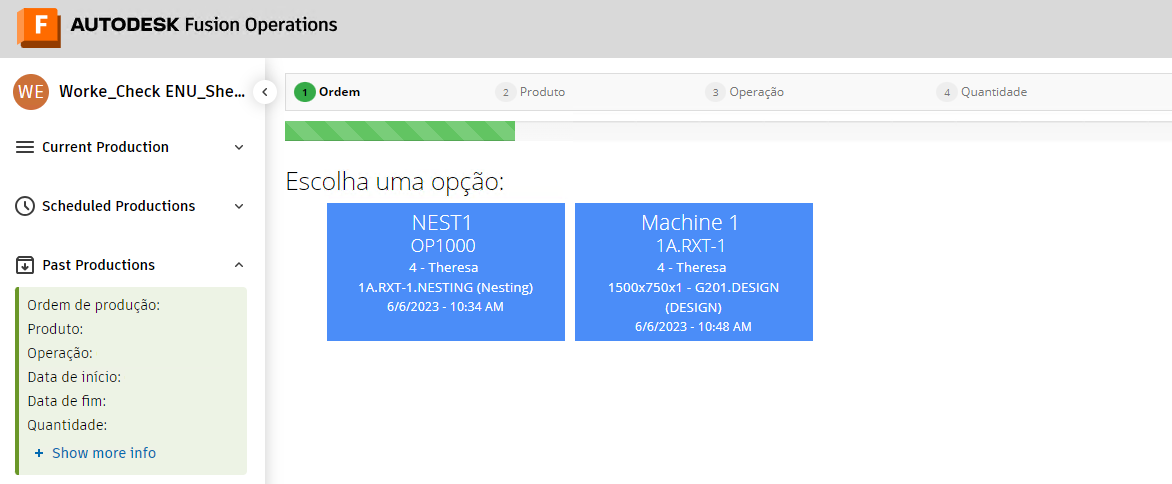 F AUTODESK Fusion Operations
WE Worke_Check ENU_She...
1 Ordem 2 Produto 3 Operação 4 Quantidade
Current Production
Scheduled Productions
Past Productions
Ordem de produção:
Produto:
Operação:
Data de início:
Data de fim:
Quantidade:
+ Show more info
Escolha uma opção:
NEST1
OP1000
4 - Theresa
1A.RXT-1.NESTING (Nesting)
6/6/2023 - 10:34 AM
Machine 1
1A.RXT-1
4 - Theresa
1500x750x1 - G201.DESIGN
(DESIGN)
6/6/2023 - 10:48 AM